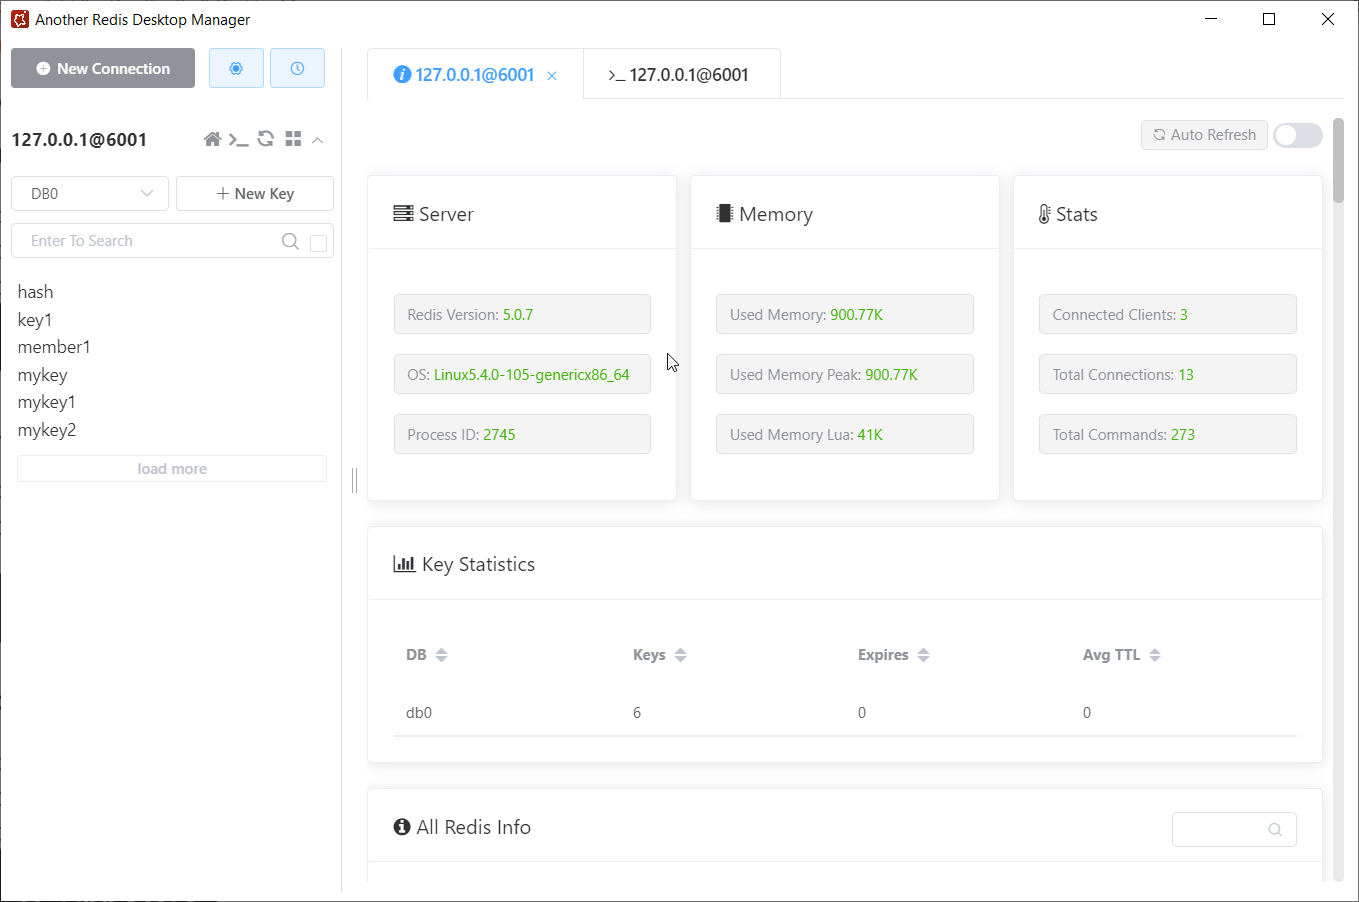 Another Redis Desktop Manager
New Connection
127.0.0.1@6001
DB0
New Key
Enter To Search
hash
key1
member1
mykey
mykey1
mykey2
load more
127.0.0.1@6001
>_ 127.0.0.1@6001
Auto Refresh
Server
Redis Version: 5.0.7
OS: Linux5.4.0-105-genericx86_64
Process ID: 2745
Memory
Used Memory: 900.77K
Used Memory Peak: 900.77K
Used Memory Lua: 41K
Stats
Connected Clients: 3
Total Connections: 13
Total Commands: 273
Key Statistics
DB Keys Expires Avg TTL
db0 6 0 0
All Redis Info